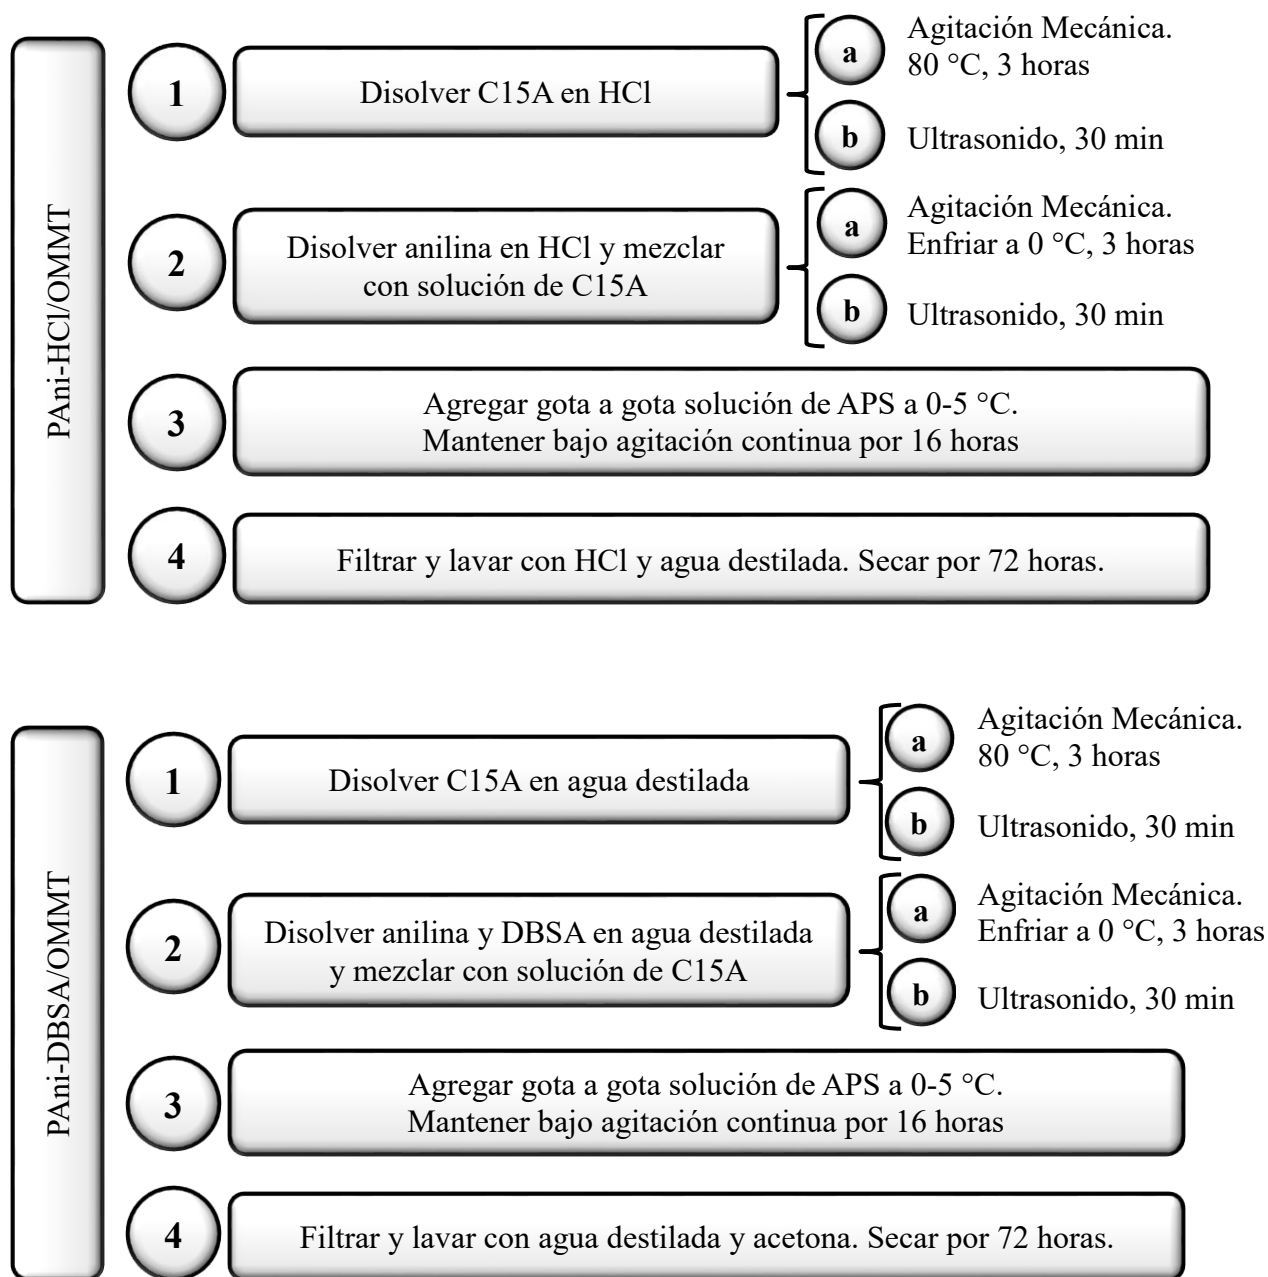 PAni-HCl/OMMT
1
Disolver C15A en HCl
a
Agitación Mecánica.
80 °C, 3 horas
b
Ultrasonido, 30 min
2
Disolver anilina en HCl y mezclar
con solución de C15A
a
Agitación Mecánica.
Enfriar a 0 °C, 3 horas
b
Ultrasonido, 30 min
3
Agregar gota a gota solución de APS a 0-5 °C.
Mantener bajo agitación continua por 16 horas
4
Filtrar y lavar con HCl y agua destilada. Secar por 72 horas.
PAni-DBSA/OMMT
1
Disolver C15A en agua destilada
a
Agitación Mecánica.
80 °C, 3 horas
b
Ultrasonido, 30 min
2
Disolver anilina y DBSA en agua destilada
y mezclar con solución de C15A
a
Agitación Mecánica.
Enfriar a 0 °C, 3 horas
b
Ultrasonido, 30 min
3
Agregar gota a gota solución de APS a 0-5 °C.
Mantener bajo agitación continua por 16 horas
4
Filtrar y lavar con agua destilada y acetona. Secar por 72 horas.